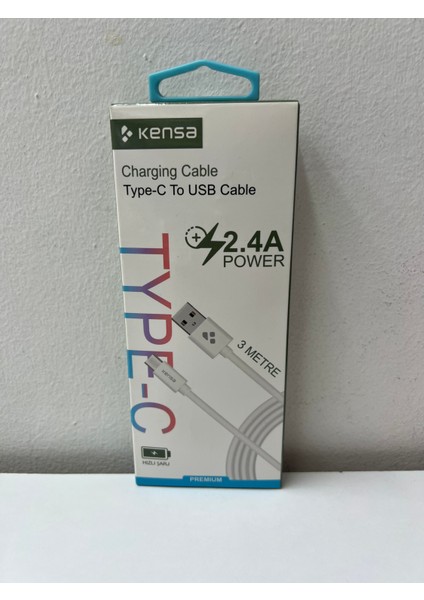 Kensa
Charging Cable
Type-C To USB Cable
2.4A
POWER
TYPE-C
3 METRE
HIZLI ŞARJ
PREMIUM